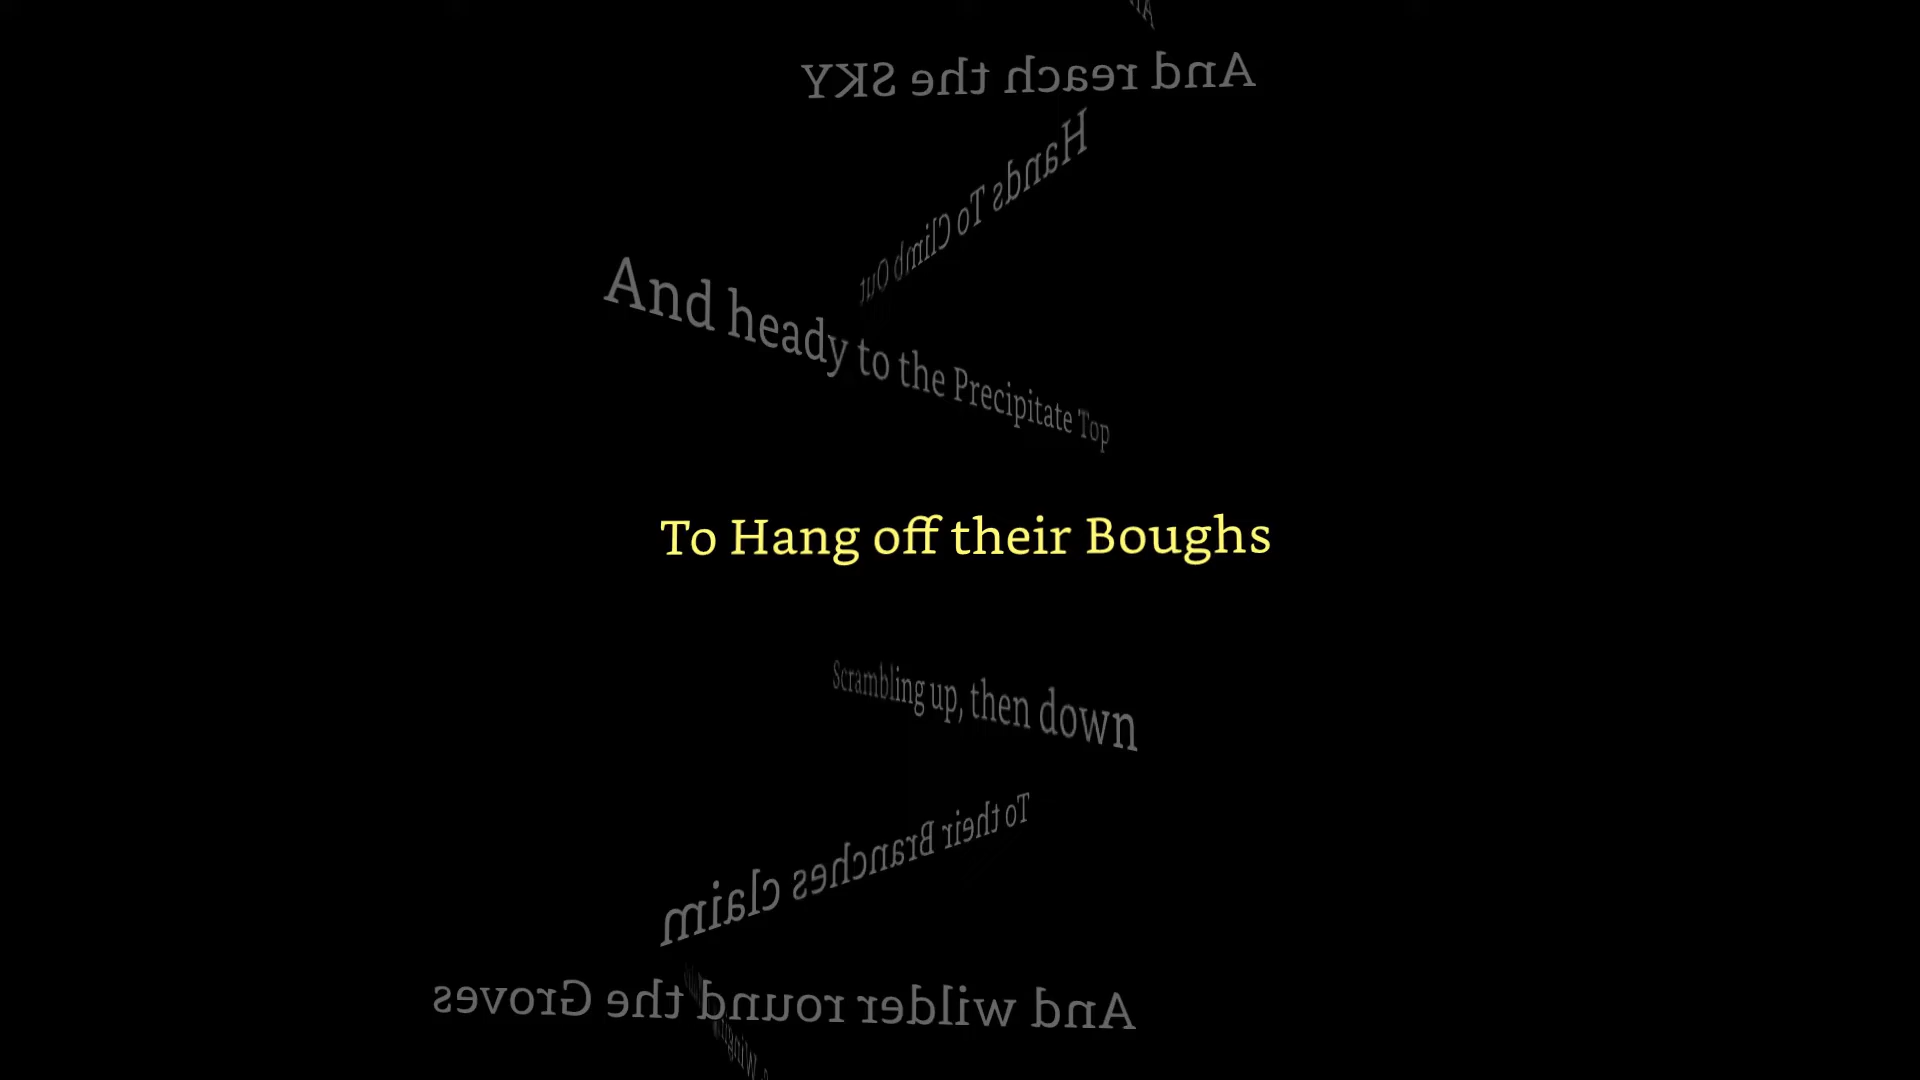 And reach the SKY
Hands To Climb Out
And heady to the Precipitate Top
To Hang off their Boughs
Scrambling up, then down
To their Branches claim
And wilder round the Groves